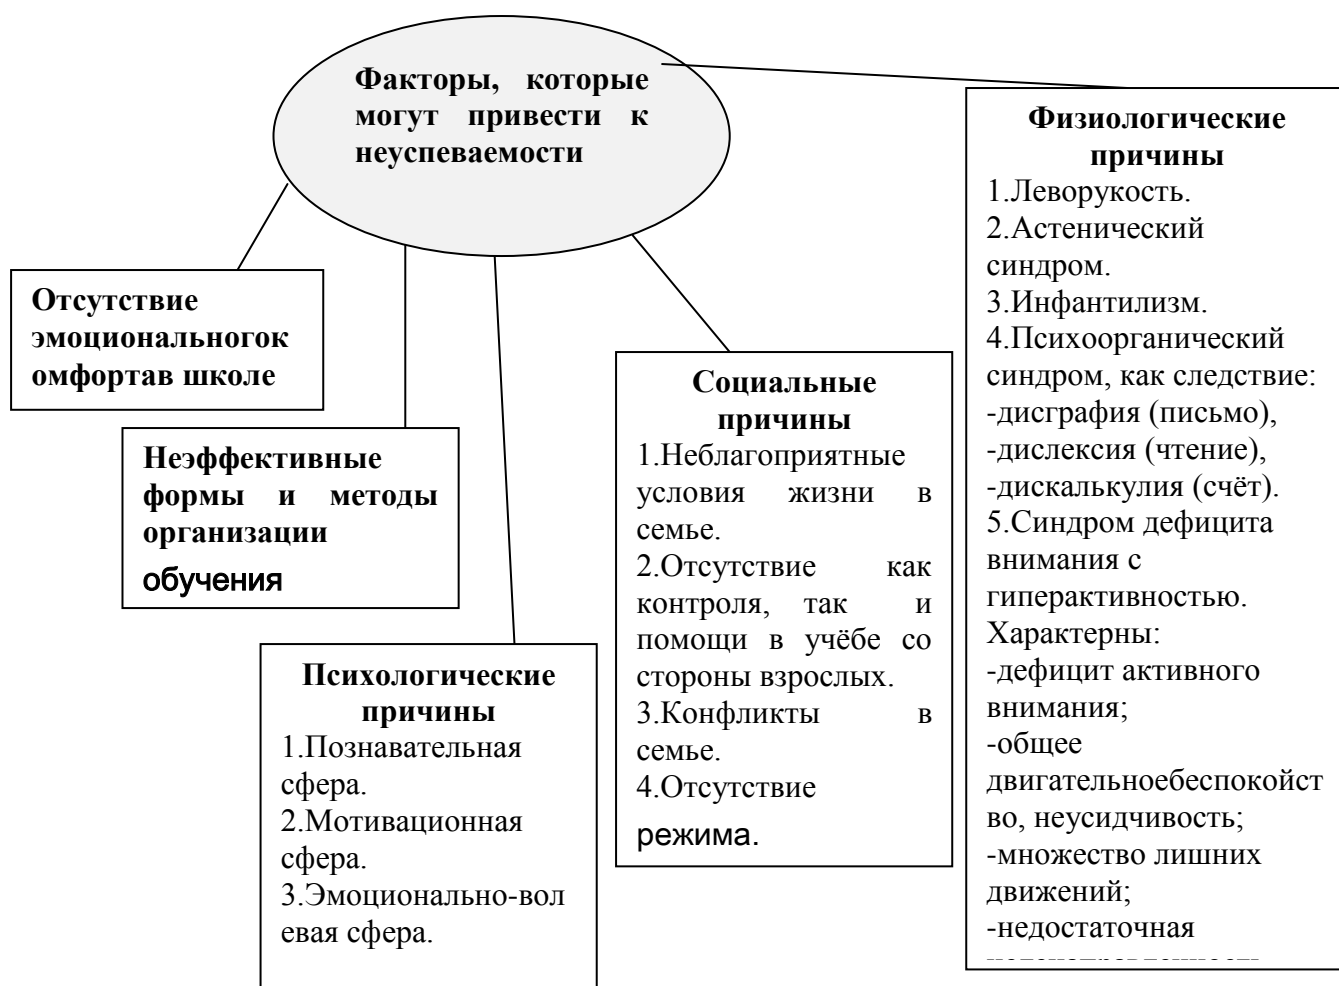 Факторы, которые
могут привести к
неуспеваемости
Отсутствие
эмоциональногок
омфортав школе
Неэффективные
формы и методы
организации
обучения
Психологические
причины
1.Познавательная
сфера.
2.Мотивационная
сфера.
3.Эмоционально-вол
евая сфера.
Социальные
причины
1.Неблагоприятные
условия жизни в
семье.
2.Отсутствие как
контроля, так и
помощи в учёбе со
стороны взрослых.
3.Конфликты в
семье.
4.Отсутствие
режима.
Физиологические
причины
1.Леворукость.
2.Астенический
синдром.
3.Инфантилизм.
4.Психоорганический
синдром, как следствие:
-дисграфия (письмо),
-дислексия (чтение),
-дискалькулия (счёт).
5.Синдром дефицита
внимания с
гиперактивностью.
Характерны:
-дефицит активного
внимания;
-общее
двигательноебеспокойст
во, неусидчивость;
-множество лишних
движений;
-недостаточная